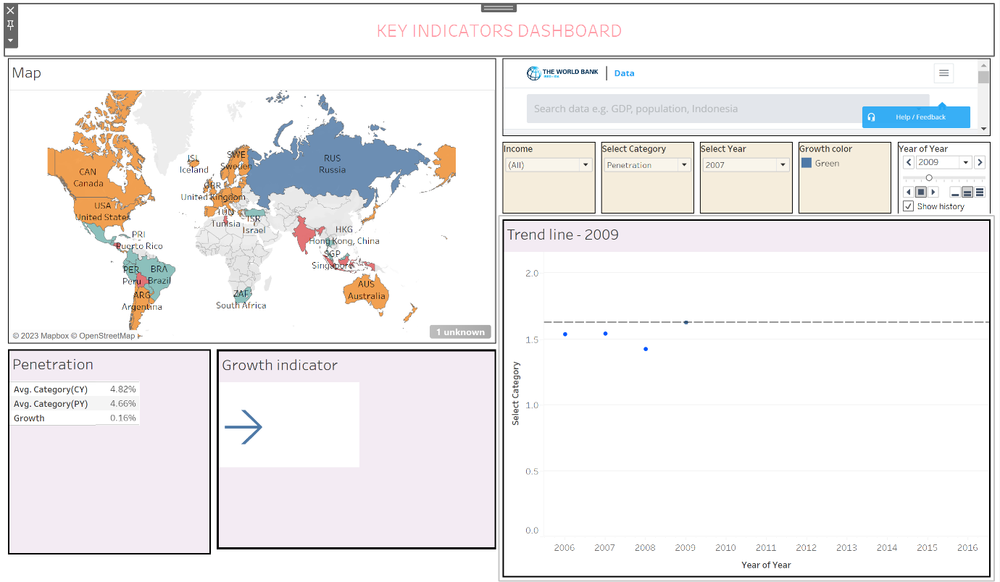 KEY INDICATORS DASHBOARD
Map
CAN
Canada
USA
United States
PRI
Puerto Rico
PER
Peru
BRA
Brazil
ARG
Argentina
ISL
Iceland
SWE
Sweden
GBR
United Kingdom
TUN
Tunisia
ISR
Israel
RUS
Russia
HKG
Hong Kong, China
SGP
Singapore
ZAF
South Africa
AUS
Australia
© 2023 Mapbox © OpenStreetMap
1 unknown
THE WORLD BANK
IBRD • IDA
Data
Search data e.g. GDP, population, Indonesia
Help / Feedback
Income
(All)
Select Category
Penetration
Select Year
2007
Growth color
Green
Year of Year
2009
Show history
Penetration
Avg. Category(CY) 4.82%
Avg. Category(PY) 4.66%
Growth 0.16%
Growth indicator
Trend line - 2009
Select Category
2.0
1.5
1.0
0.5
0.0
2006 2007 2008 2009 2010 2011 2012 2013 2014 2015 2016
Year of Year